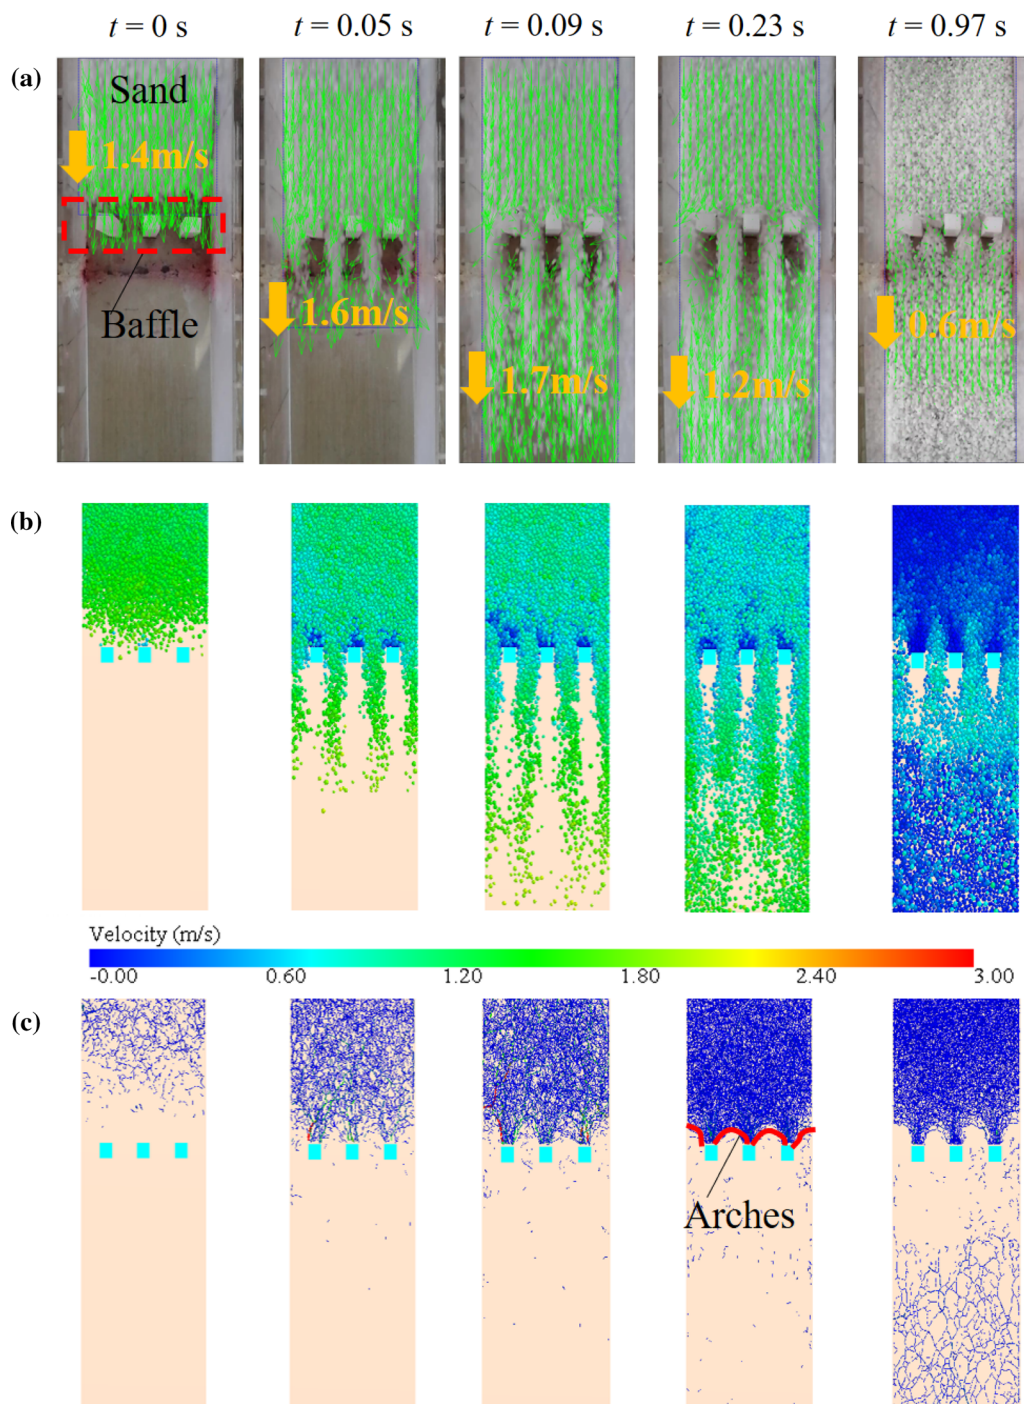 t = 0 s
t = 0.05 s
t = 0.09 s
t = 0.23 s
t = 0.97 s
(a)
Sand
1.4m/s
Baffle
1.6m/s
1.7m/s
1.2m/s
0.6m/s
(b)
Velocity (m/s)
-0.00 0.60 1.20 1.80 2.40 3.00
(c)
Arches